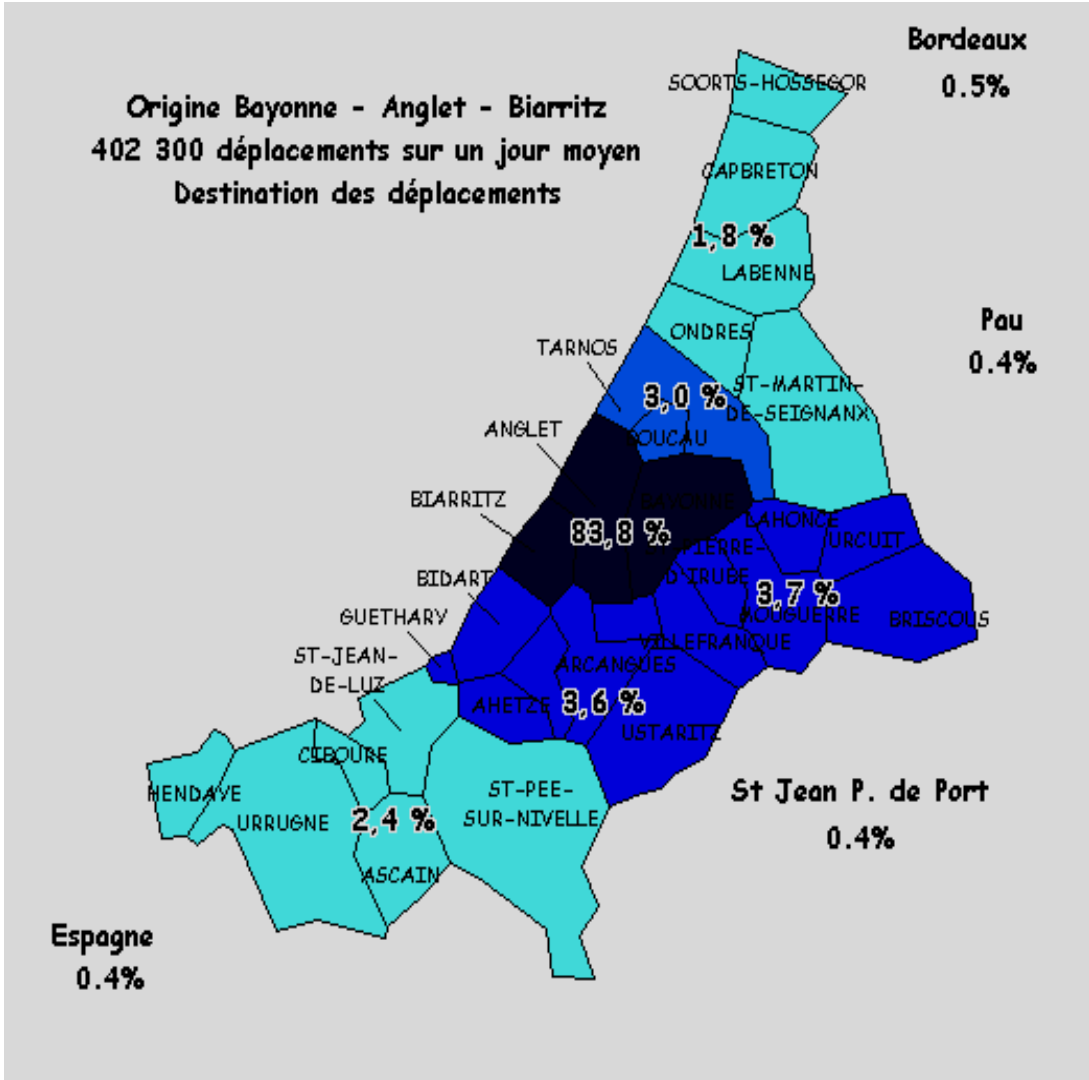 Bordeaux
0.5%
Origine Bayonne - Anglet - Biarritz
402 300 déplacements sur un jour moyen
Destination des déplacements
SOORTS-HOSSEGOR
CAPBRETON
1,8 %
LABENNE
Pau
0.4%
ONDRES
TARNOS
ST-MARTIN-
DE-SEIGNANX
3,0 %
BOUCAU
ANGLET
BIARRITZ
BAYONNE
83,8 %
LAHONCE
URCUIT
ST-PIERRE-
D'IRUBE
3,7 %
MOUGUERRE
BRISCOUS
BIDART
GUETHARY
VILLEFRANQUE
ARCANGUES
ST-JEAN-
DE-LUZ
AHETZE
3,6 %
USTARITZ
CIBOURE
HENDAYE
URRUGNE
2,4 %
ST-PEE-
SUR-NIVELLE
ASCAIN
St Jean P. de Port
0.4%
Espagne
0.4%